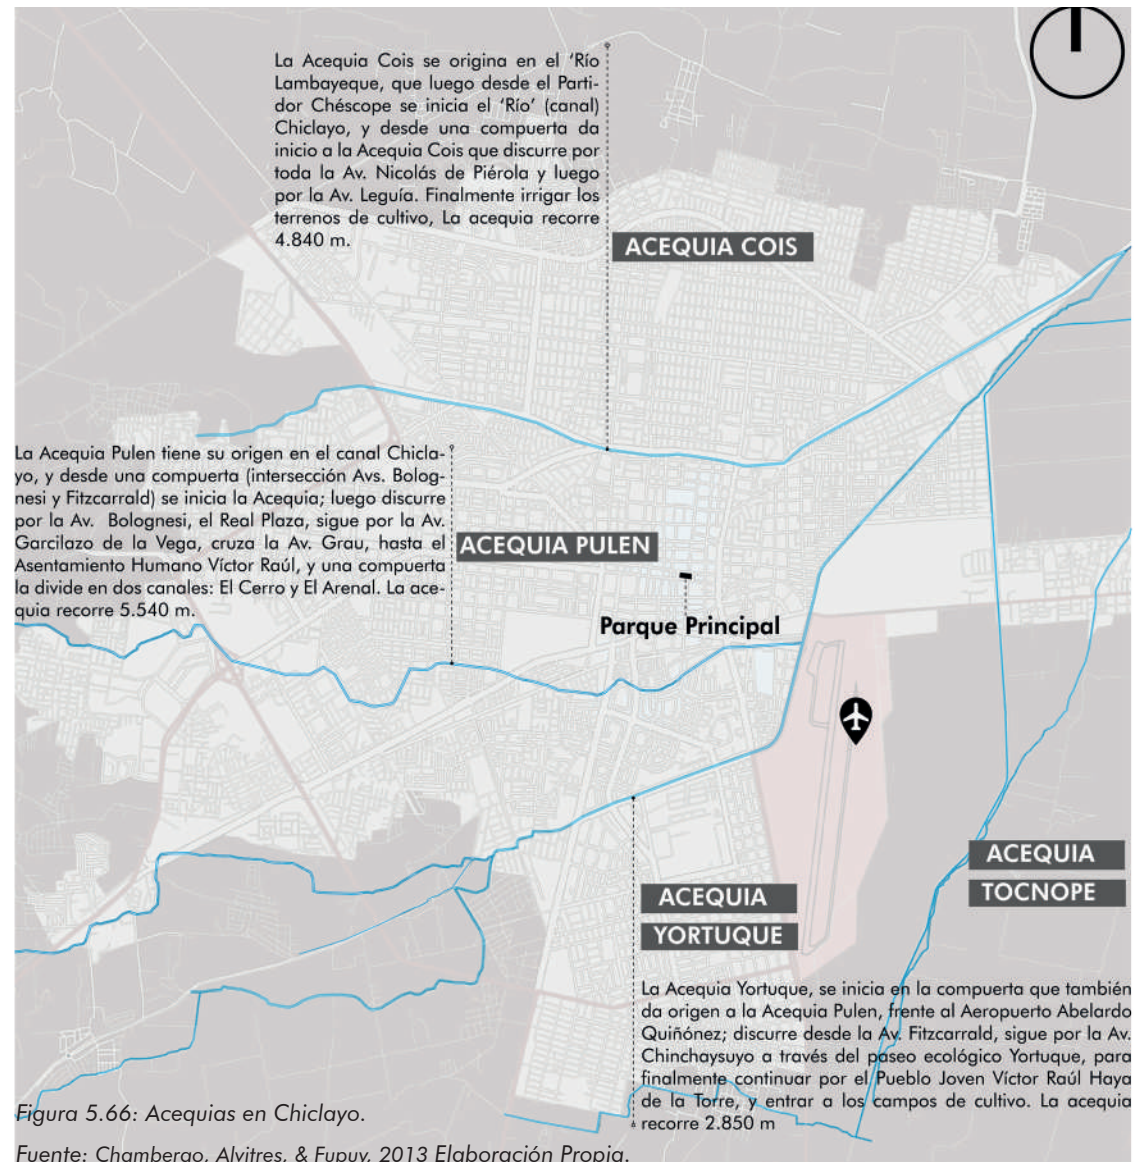 La Acequia Cois se origina en el ‘Río
Lambayeque, que luego desde el Parti-
dor Chéscope se inicia el ‘Río’ (canal)
Chiclayo, y desde una compuerta da
inicio a la Acequia Cois que discurre por
toda la Av. Nicolás de Piérola y luego
por la Av. Leguía. Finalmente irrigar los
terrenos de cultivo, La acequia recorre
4.840 m.
ACEQUIA COIS
La Acequia Pulen tiene su origen en el canal Chicla-
yo, y desde una compuerta (intersección Avs. Bolog-
nesi y Fitzcarrald) se inicia la Acequia; luego discurre
por la Av. Bolognesi, el Real Plaza, sigue por la Av.
Garcilazo de la Vega, cruza la Av. Grau, hasta el
Asentamiento Humano Víctor Raúl, y una compuerta
la divide en dos canales: El Cerro y El Arenal. La ace-
quia recorre 5.540 m.
ACEQUIA PULEN
Parque Principal
ACEQUIA
TOCNOPE
ACEQUIA
YORTUQUE
La Acequia Yortuque, se inicia en la compuerta que también
da origen a la Acequia Pulen, frente al Aeropuerto Abelardo
Quiñónez; discurre desde la Av. Fitzcarrald, sigue por la Av.
Chinchaysuyo a través del paseo ecológico Yortuque, para
finalmente continuar por el Pueblo Joven Víctor Raúl Haya
de la Torre, y entrar a los campos de cultivo. La acequia
recorre 2.850 m
Figura 5.66: Acequias en Chiclayo.
Fuente: Chambergo, Alvitres, & Fupuy, 2013 Elaboración Propia.